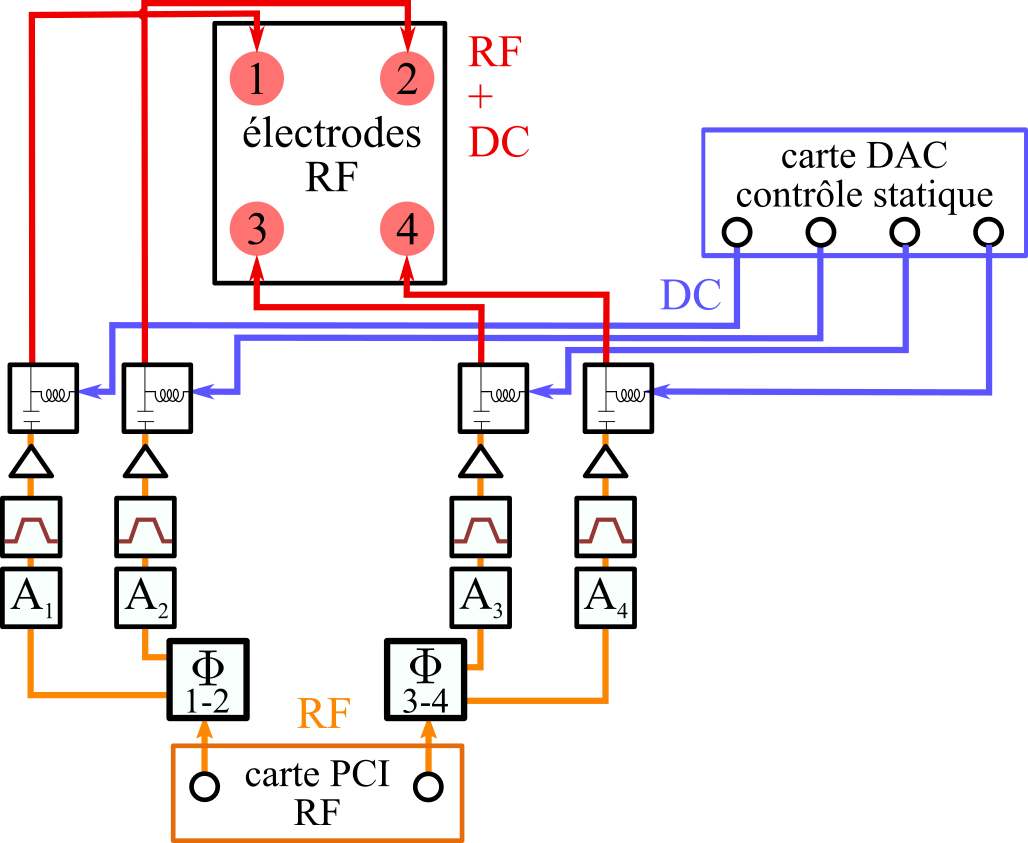 1
2
RF
+
DC
électrodes
RF
3
4
carte DAC
contrôle statique
DC
A1
A2
A3
A4
Φ
1-2
Φ
3-4
RF
carte PCI
RF